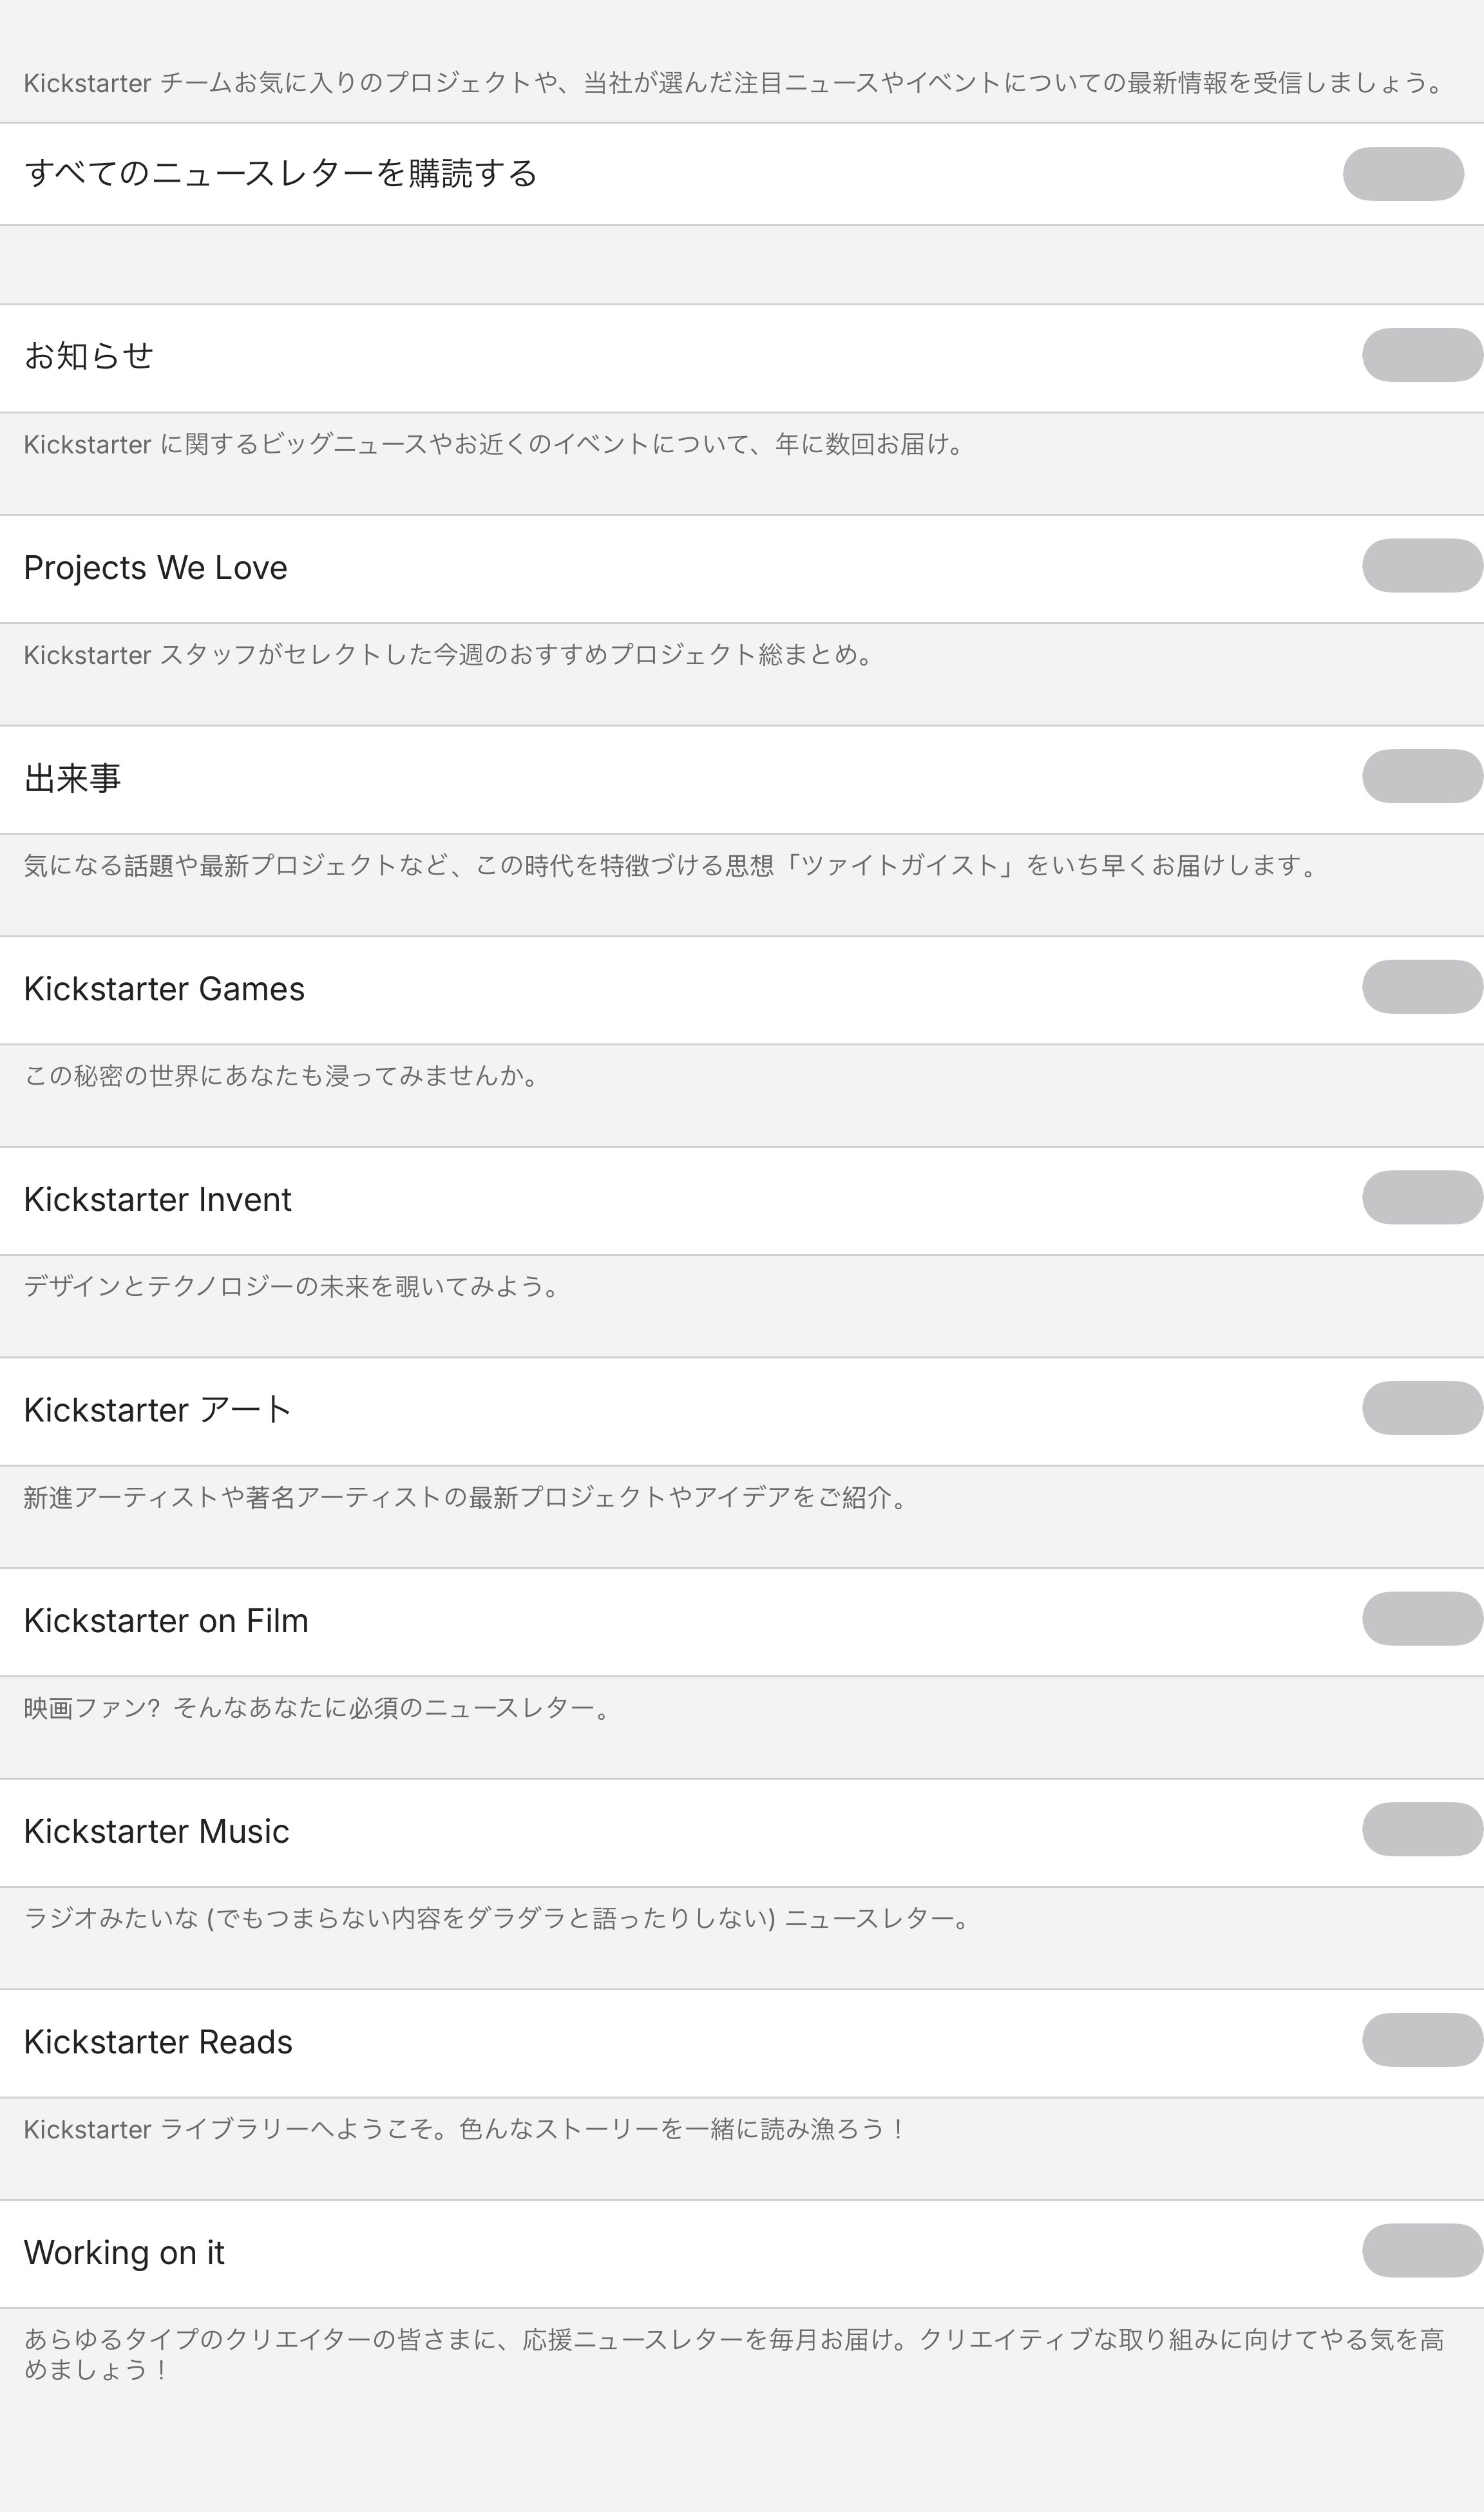 Kickstarter チームお気に入りのプロジェクトや、当社が選んだ注目ニュースやイベントについての最新情報を受信しましょう。
すべてのニュースレターを購読する
お知らせ
Kickstarter に関するビッグニュースやお近くのイベントについて、年に数回お届け。
Projects We Love
Kickstarter スタッフがセレクトした今週のおすすめプロジェクト総まとめ。
出来事
気になる話題や最新プロジェクトなど、この時代を特徴づける思想「ツァイトガイスト」をいち早くお届けします。
Kickstarter Games
この秘密の世界にあなたも浸ってみませんか。
Kickstarter Invent
デザインとテクノロジーの未来を覗いてみよう。
Kickstarter アート
新進アーティストや著名アーティストの最新プロジェクトやアイデアをご紹介。
Kickstarter on Film
映画ファン? そんなあなたに必須のニュースレター。
Kickstarter Music
ラジオみたいな (でもつまらない内容をダラダラと語ったりしない) ニュースレター。
Kickstarter Reads
Kickstarter ライブラリーへようこそ。色んなストーリーを一緒に読み漁ろう！
Working on it
あらゆるタイプのクリエイターの皆さまに、応援ニュースレターを毎月お届け。クリエイティブな取り組みに向けてやる気を高
めましょう！